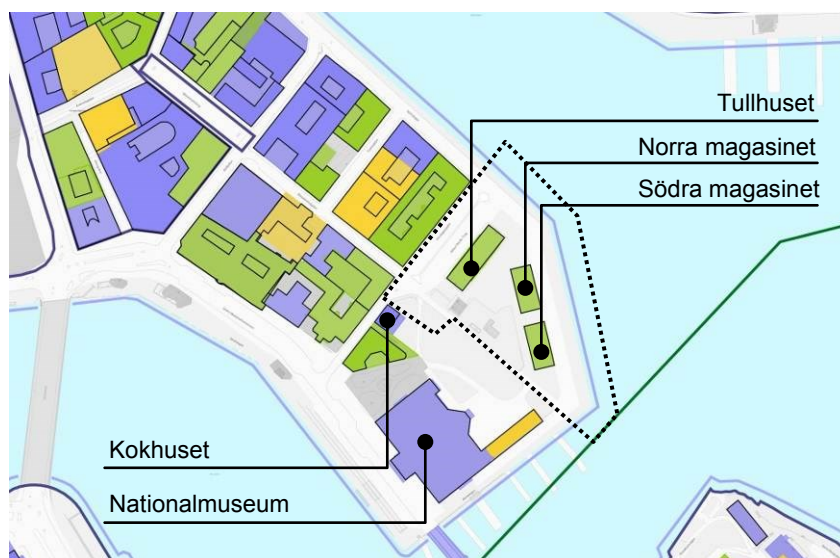 Tullhuset
Norra magasinet
Södra magasinet
Kokhuset
Nationalmuseum